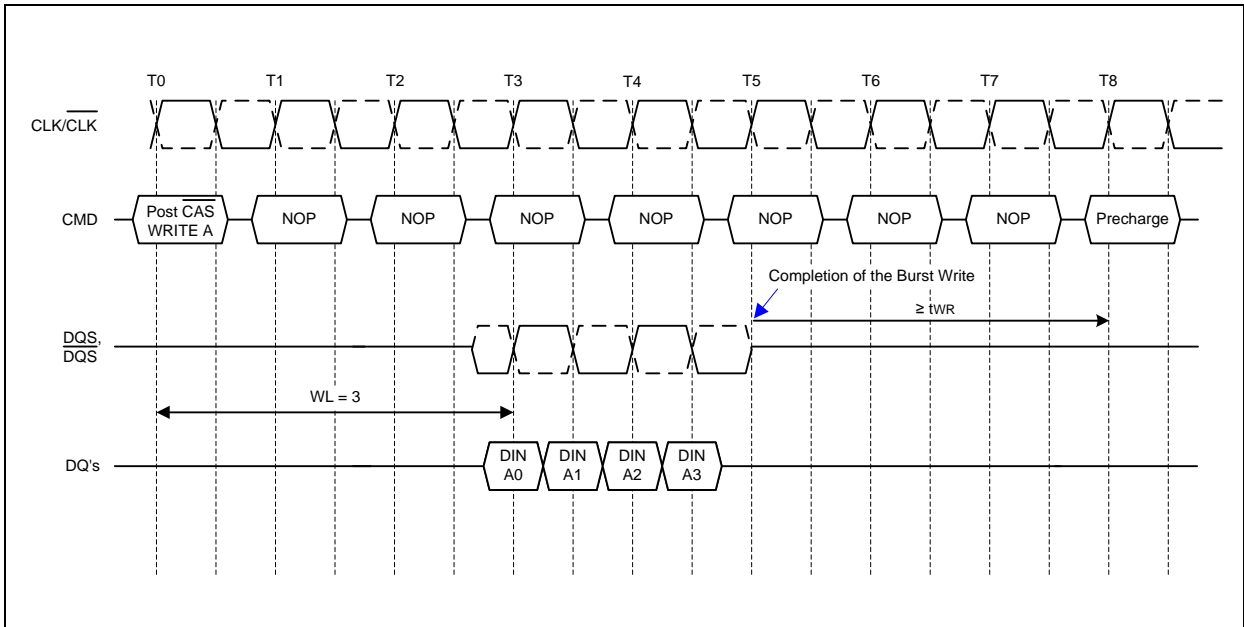 T0 T1 T2 T3 T4 T5 T6 T7 T8
CLK/CLK
CMD
Post CAS
WRITE A
NOP NOP NOP NOP NOP NOP NOP Precharge
Completion of the Burst Write
≥ tWR
DQS,
DQS
WL = 3
DQ's
DIN
A0
DIN
A1
DIN
A2
DIN
A3